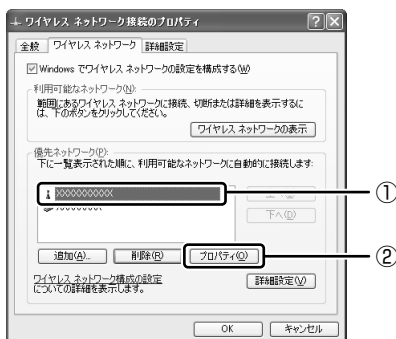 ワイヤレス ネットワーク接続のプロパティ
全般 ワイヤレス ネットワーク 詳細設定
Windows でワイヤレス ネットワークの設定を構成する(W)
利用可能なネットワーク(N):
範囲にあるワイヤレス ネットワークに接続、切断または詳細を表示するに
は、下のボタンをクリックしてください。
ワイヤレス ネットワークの表示
優先ネットワーク(P):
下に一覧表示された順に、利用可能なネットワークに自動的に接続します:
XXXXXXXXXX
①
下へ(D)
追加(A)... 削除(R) プロパティ(O)
②
ワイヤレス ネットワーク構成の設定
についての詳細を表示します。
詳細設定(V)
OK キャンセル